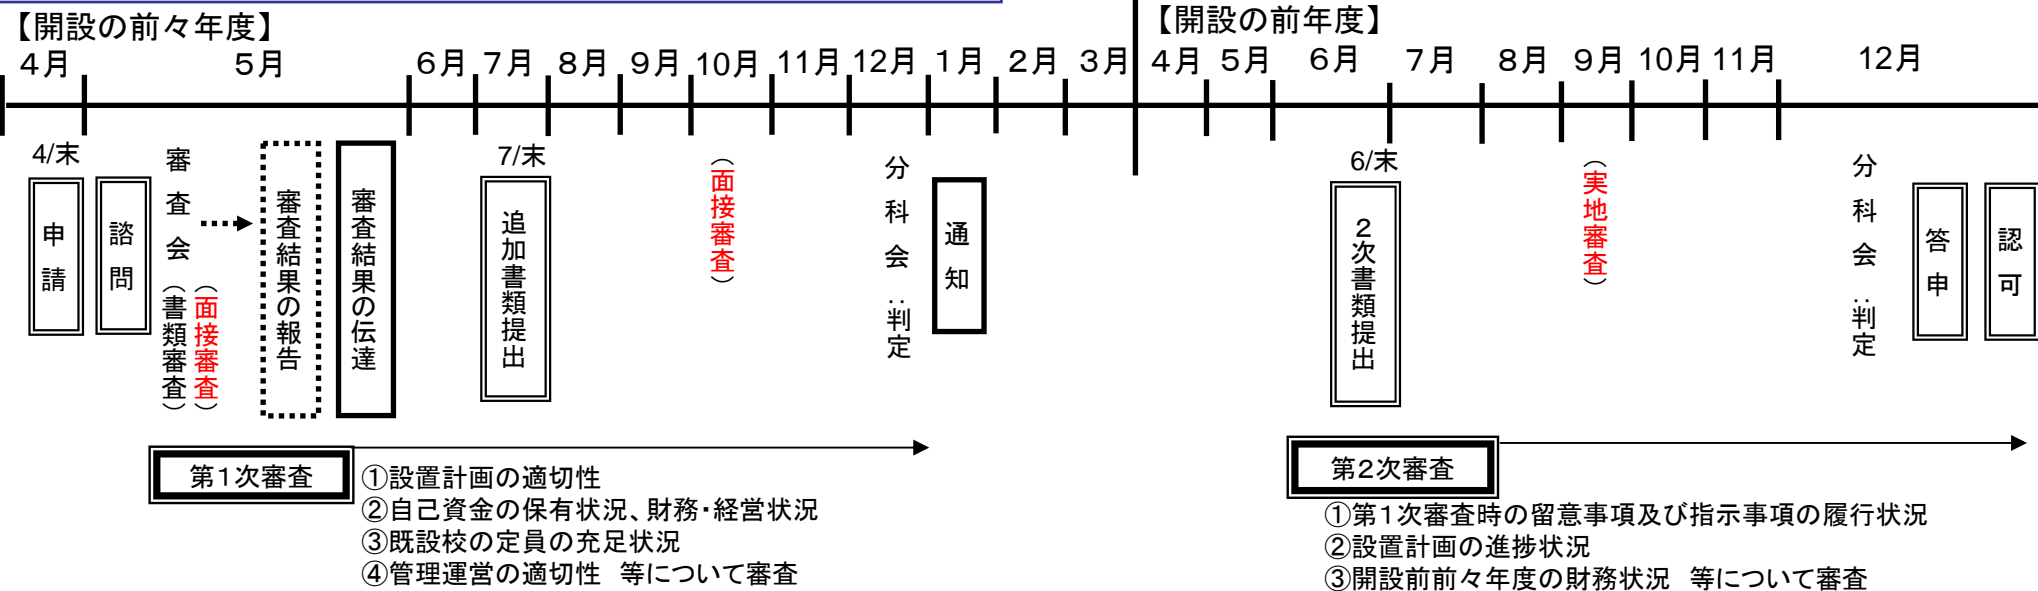 【開設の前々年度】
【開設の前年度】
4月
5月
6月
7月
8月
9月
10月
11月
12月
1月
2月
3月
4月
5月
6月
7月
8月
9月
10月
11月
12月
4/末
申請
諮問
審査会
(書類審査)
(面接審査)
審査結果の報告
審査結果の伝達
7/末
追加書類提出
(面接審査)
分科会:判定
通知
6/末
2次書類提出
(実地審査)
分科会:判定
答申
認可
第1次審査
①設置計画の適切性
②自己資金の保有状況、財務・経営状況
③既設校の定員の充足状況
④管理運営の適切性 等について審査
第2次審査
①第1次審査時の留意事項及び指示事項の履行状況
②設置計画の進捗状況
③開設前前々年度の財務状況 等について審査